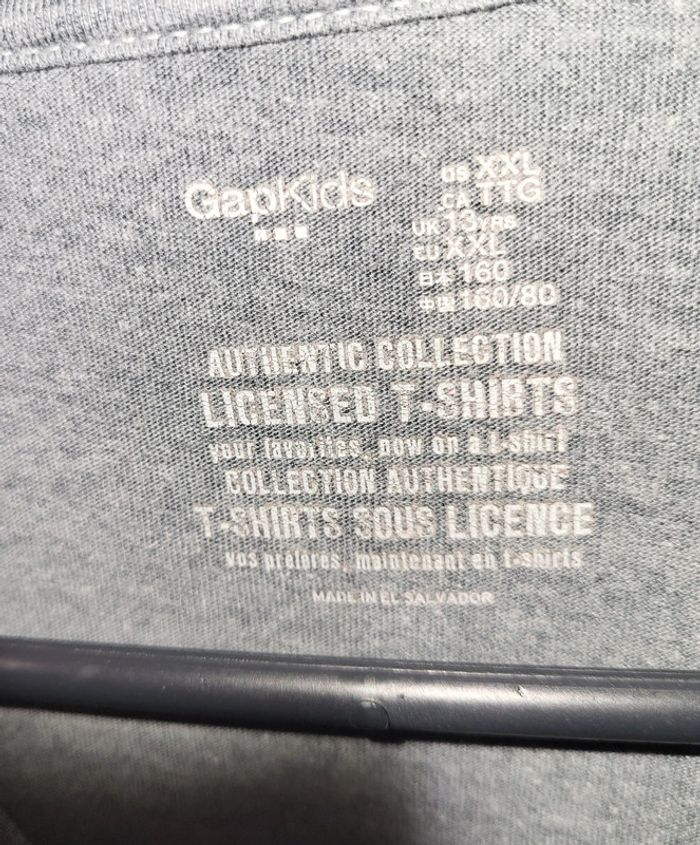 GapKids
US XXL
CA TTG
UK 13YRS
EU XXL
日本 160
中国 160/80
AUTHENTIC COLLECTION
LICENSED T-SHIRTS
your favorites, now on a t-shirt
COLLECTION AUTHENTIQUE
T-SHIRTS SOUS LICENCE
vos préférés, maintenant en t-shirts
MADE IN EL SALVADOR